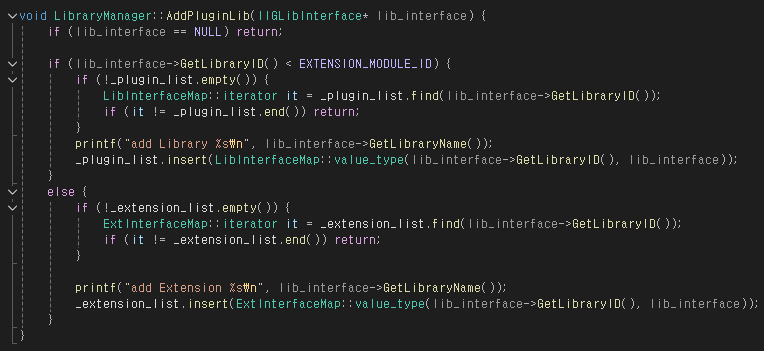 void LibraryManager::AddPluginLib(IIGLibInterface* lib_interface) {
    if (lib_interface == NULL) return;

    if (lib_interface->GetLibraryID() < EXTENSION_MODULE_ID) {
        if (!_plugin_list.empty()) {
            LibInterfaceMap::iterator it = _plugin_list.find(lib_interface->GetLibraryID());
            if (it != _plugin_list.end()) return;
        }
        printf("add Library %s₩n", lib_interface->GetLibraryName());
        _plugin_list.insert(LibInterfaceMap::value_type(lib_interface->GetLibraryID(), lib_interface));
    }
    else {
        if (!_extension_list.empty()) {
            ExtInterfaceMap::iterator it = _extension_list.find(lib_interface->GetLibraryID());
            if (it != _extension_list.end()) return;
        }

        printf("add Extension %s₩n", lib_interface->GetLibraryName());
        _extension_list.insert(ExtInterfaceMap::value_type(lib_interface->GetLibraryID(), lib_interface));
    }
}